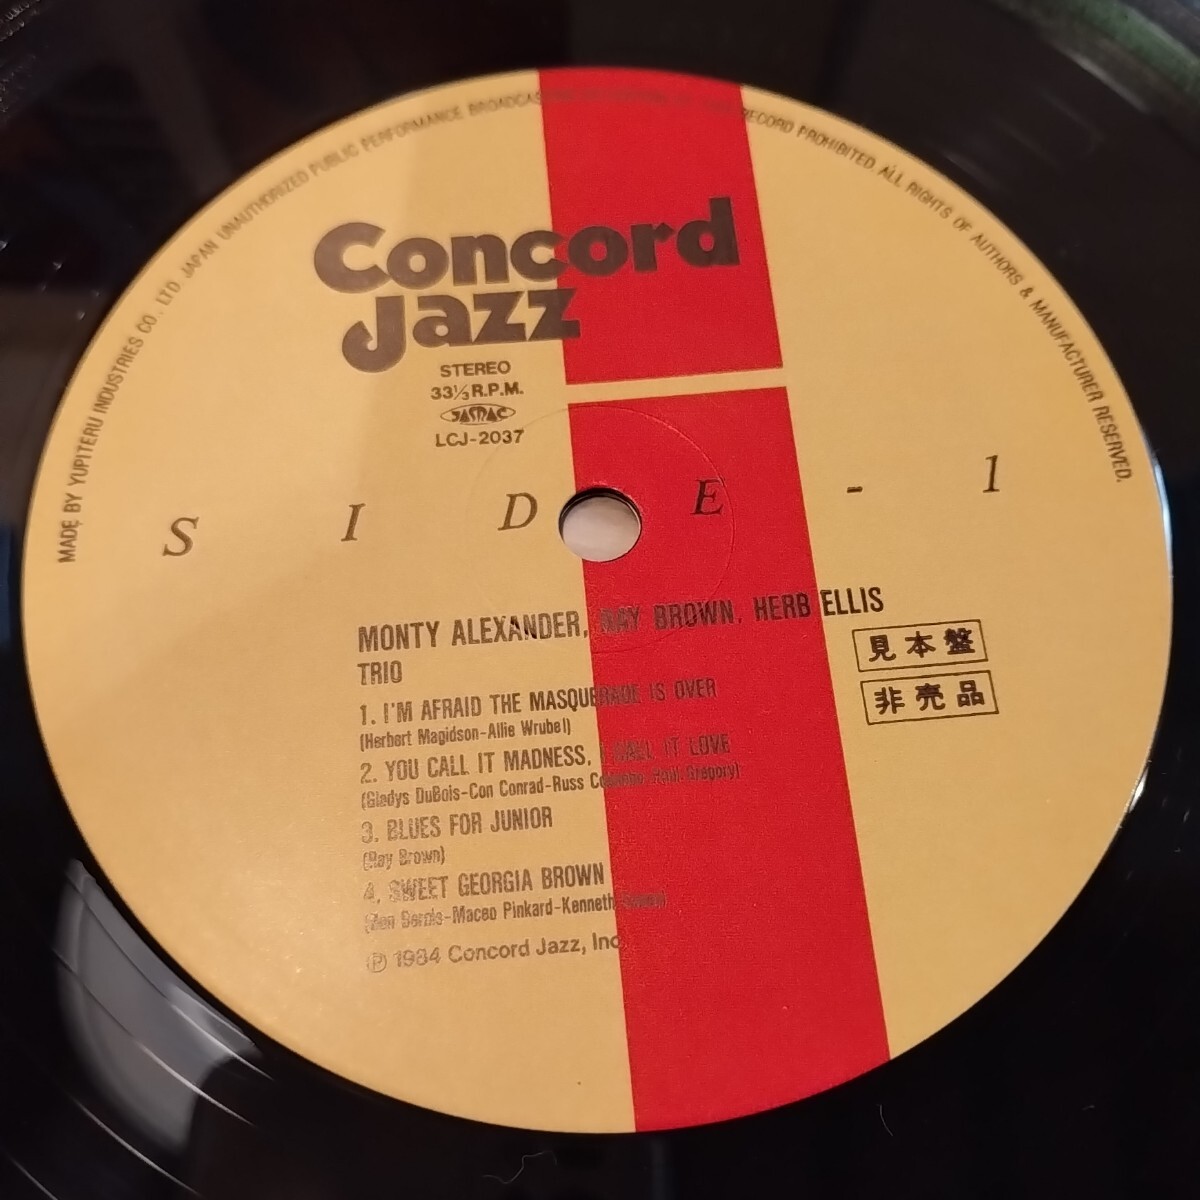 MADE BY YUPITERU INDUSTRIES CO., LTD. JAPAN UNAUTHORIZED PUBLIC PERFORMANCE BROADCASTING RECORD PROHIBITED ALL RIGHTS OF AUTHORS & MANUFACTURER RESERVED.
Concord
Jazz
STEREO
33⅓ R.P.M.
JASRAC
LCJ-2037
SIDE-1
MONTY ALEXANDER, RAY BROWN, HERB ELLIS
TRIO
見本盤
非売品
1. I'M AFRAID THE MASQUERADE IS OVER
(Herbert Magidson-Allie Wrubel)
2. YOU CALL IT MADNESS, I CALL IT LOVE
(Gladys DuBois-Con Conrad-Russ Colombo-Paul Gregory)
3. BLUES FOR JUNIOR
(Ray Brown)
4. SWEET GEORGIA BROWN
(Ben Bernie-Maceo Pinkard-Kenneth Casey)
Ⓟ 1984 Concord Jazz, Inc.